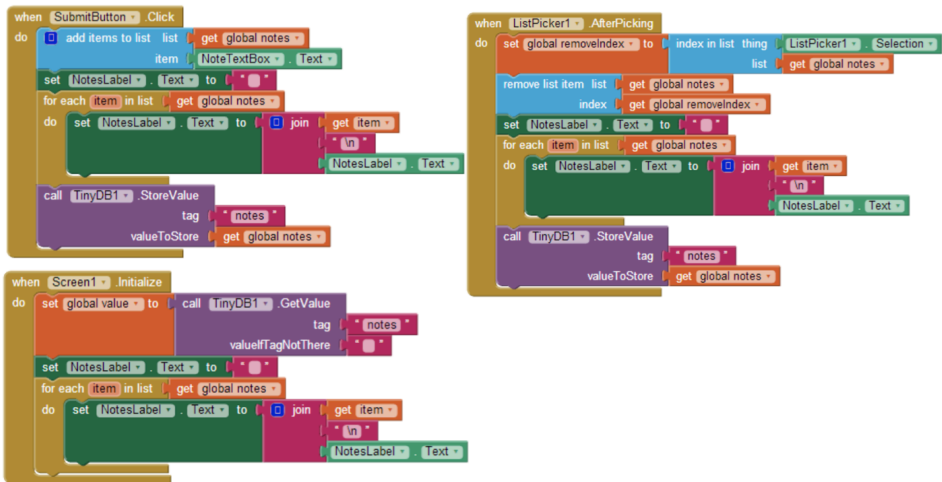 when SubmitButton .Click
do add items to list list get global notes
item NoteTextBox . Text
set NotesLabel . Text to " "
for each item in list get global notes
do set NotesLabel . Text to join get item
" \n "
NotesLabel . Text
call TinyDB1 .StoreValue
tag " notes "
valueToStore get global notes
when Screen1 .Initialize
do set global value to call TinyDB1 .GetValue
tag " notes "
valueIfTagNotThere " "
set NotesLabel . Text to " "
for each item in list get global notes
do set NotesLabel . Text to join get item
" \n "
NotesLabel . Text
when ListPicker1 .AfterPicking
do set global removeIndex to index in list thing ListPicker1 . Selection
list get global notes
remove list item list get global notes
index get global removeIndex
set NotesLabel . Text to " "
for each item in list get global notes
do set NotesLabel . Text to join get item
" \n "
NotesLabel . Text
call TinyDB1 .StoreValue
tag " notes "
valueToStore get global notes